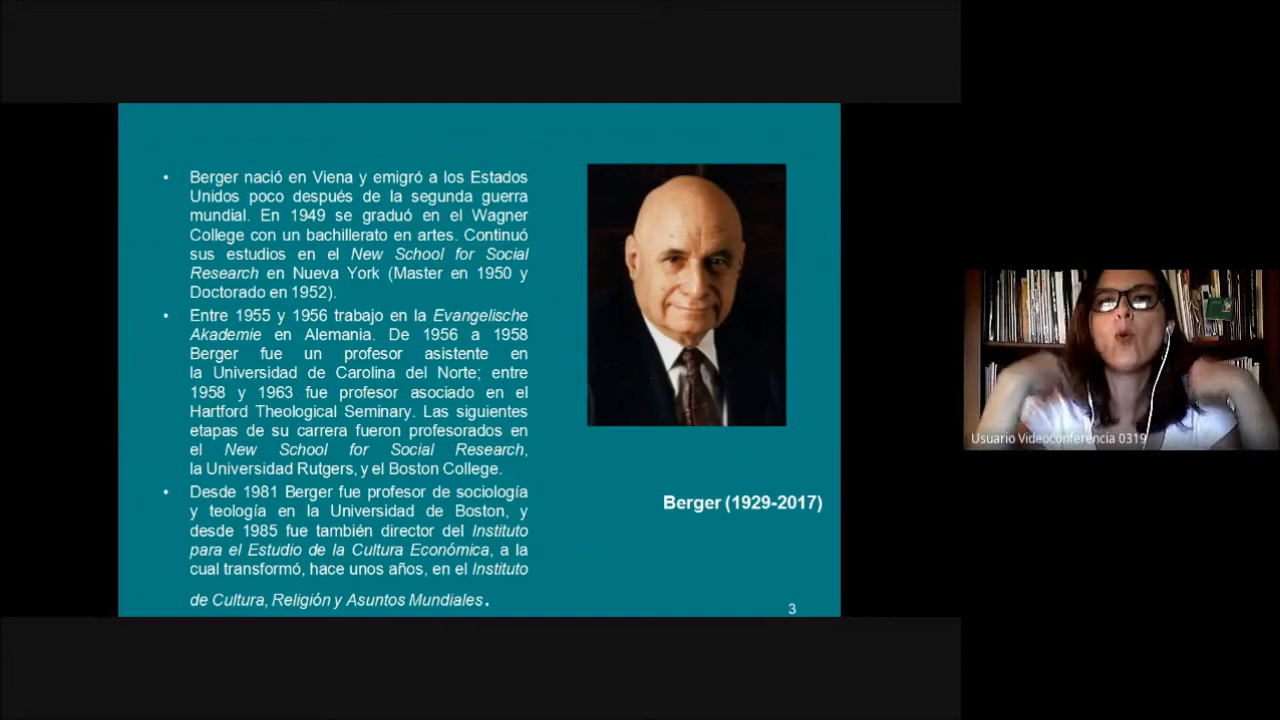 • Berger nació en Viena y emigró a los Estados
Unidos poco después de la segunda guerra
mundial. En 1949 se graduó en el Wagner
College con un bachillerato en artes. Continuó
sus estudios en el New School for Social
Research en Nueva York (Master en 1950 y
Doctorado en 1952).
• Entre 1955 y 1956 trabajo en la Evangelische
Akademie en Alemania. De 1956 a 1958
Berger fue un profesor asistente en
la Universidad de Carolina del Norte; entre
1958 y 1963 fue profesor asociado en el
Hartford Theological Seminary. Las siguientes
etapas de su carrera fueron profesorados en
el New School for Social Research,
la Universidad Rutgers, y el Boston College.
• Desde 1981 Berger fue profesor de sociología
y teología en la Universidad de Boston, y
desde 1985 fue también director del Instituto
para el Estudio de la Cultura Económica, a la
cual transformó, hace unos años, en el Instituto
de Cultura, Religión y Asuntos Mundiales.
Berger (1929-2017)
3
Usuario Videoconferencia 0319